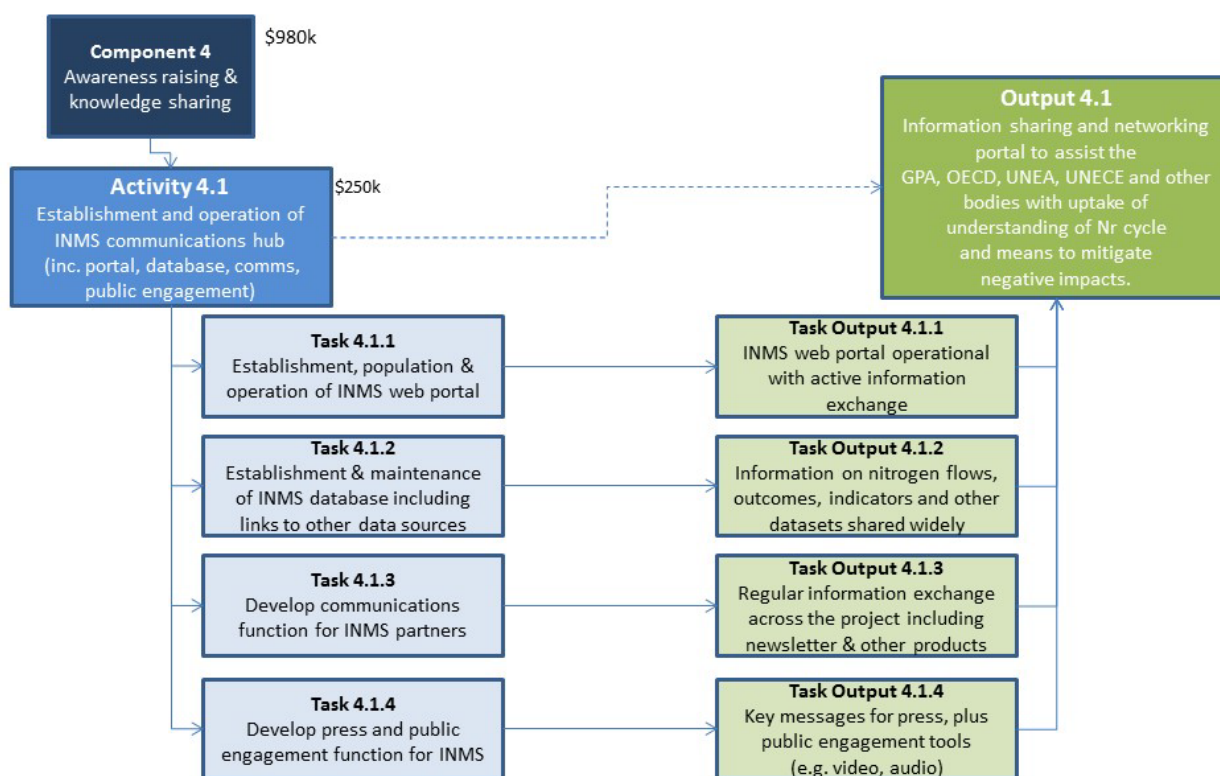 Component 4
Awareness raising &
knowledge sharing
$980k
Activity 4.1
Establishment and operation of
INMS communications hub
(inc. portal, database, comms,
public engagement)
$250k
Output 4.1
Information sharing and networking
portal to assist the
GPA, OECD, UNEA, UNECE and other
bodies with uptake of
understanding of Nr cycle
and means to mitigate
negative impacts.
Task 4.1.1
Establishment, population &
operation of INMS web portal
Task Output 4.1.1
INMS web portal operational
with active information
exchange
Task 4.1.2
Establishment & maintenance
of INMS database including
links to other data sources
Task Output 4.1.2
Information on nitrogen flows,
outcomes, indicators and other
datasets shared widely
Task 4.1.3
Develop communications
function for INMS partners
Task Output 4.1.3
Regular information exchange
across the project including
newsletter & other products
Task 4.1.4
Develop press and public
engagement function for INMS
Task Output 4.1.4
Key messages for press, plus
public engagement tools
(e.g. video, audio)